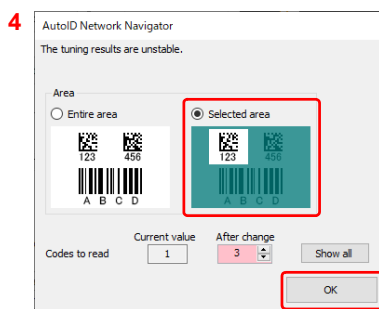 4
AutoID Network Navigator
The tuning results are unstable.
Area
Entire area
Selected area
123 456
A B C D
123 456
A B C D
Current value After change
Codes to read 1 3 Show all
OK